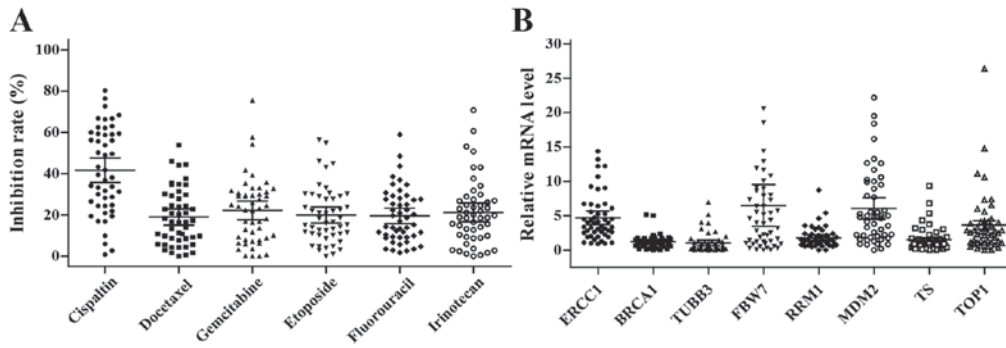 A
Inhibition rate (%)
100
80
60
40
20
0
Cispaltin
Docetaxel
Gemcitabine
Etoposide
Fluorouracil
Irinotecan
B
Relative mRNA level
30
25
20
15
10
5
0
ERCC1
BRCA1
TUBB3
FBW7
RRM1
MDM2
TS
TOP1